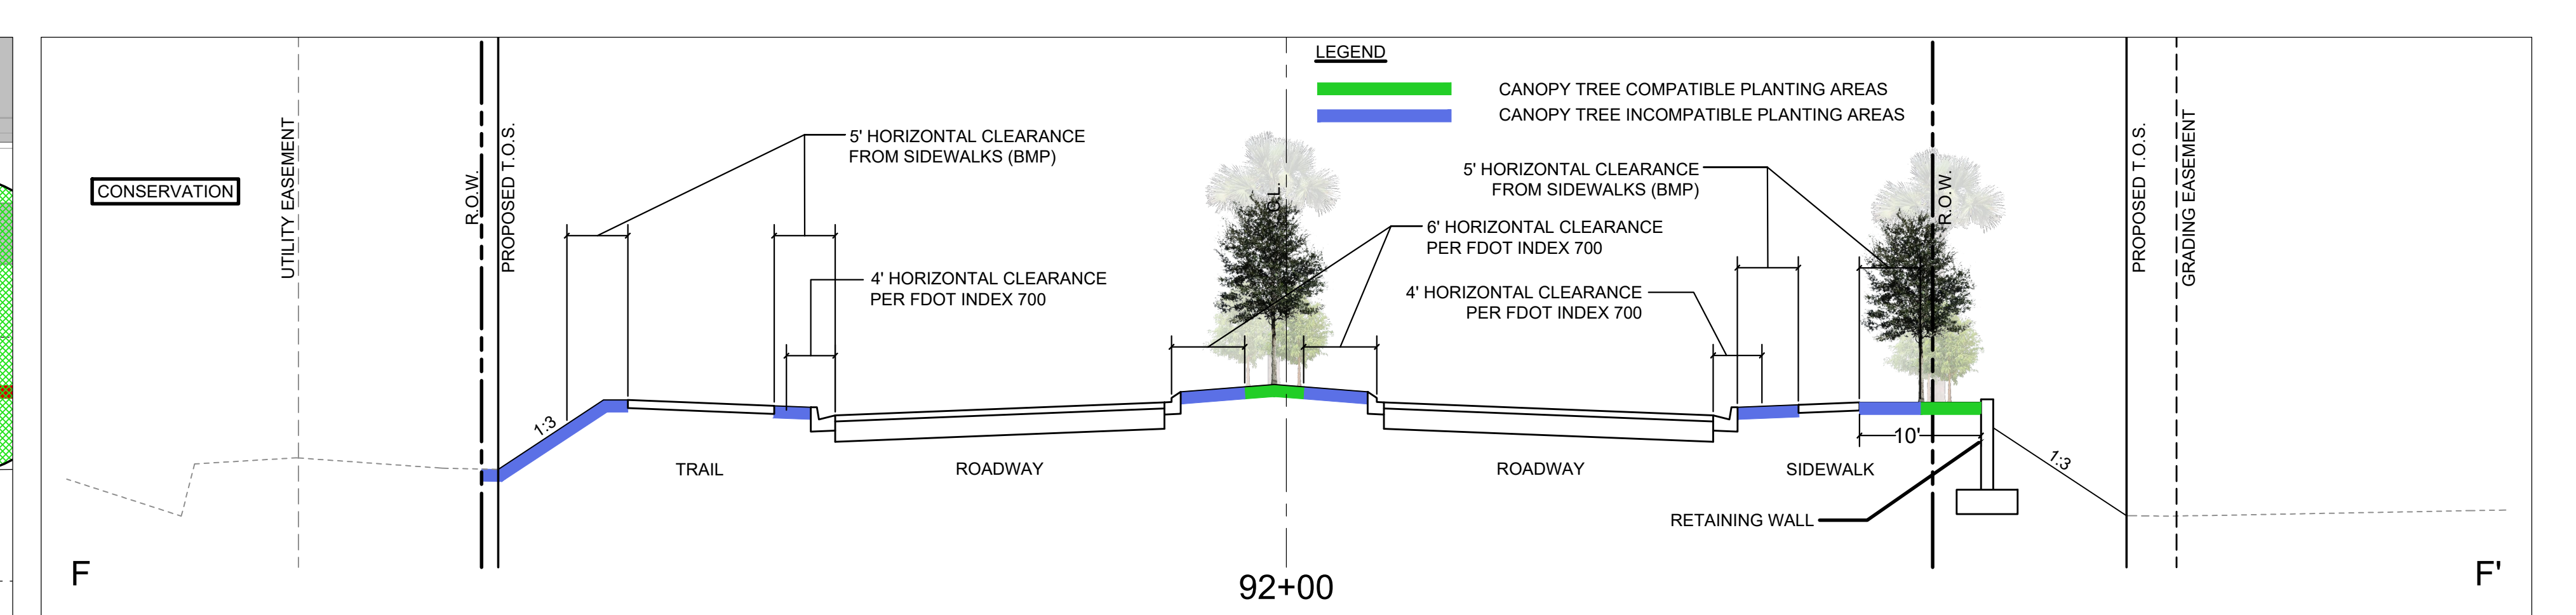 LEGEND
CANOPY TREE COMPATIBLE PLANTING AREAS
CANOPY TREE INCOMPATIBLE PLANTING AREAS
CONSERVATION
UTILITY EASEMENT
R.O.W.
PROPOSED T.O.S.
5' HORIZONTAL CLEARANCE
FROM SIDEWALKS (BMP)
4' HORIZONTAL CLEARANCE
PER FDOT INDEX 700
6' HORIZONTAL CLEARANCE
PER FDOT INDEX 700
5' HORIZONTAL CLEARANCE
FROM SIDEWALKS (BMP)
4' HORIZONTAL CLEARANCE
PER FDOT INDEX 700
R.O.W.
PROPOSED T.O.S.
GRADING EASEMENT
1:3
TRAIL
ROADWAY
ROADWAY
SIDEWALK
10'
1:3
RETAINING WALL
F
92+00
F'